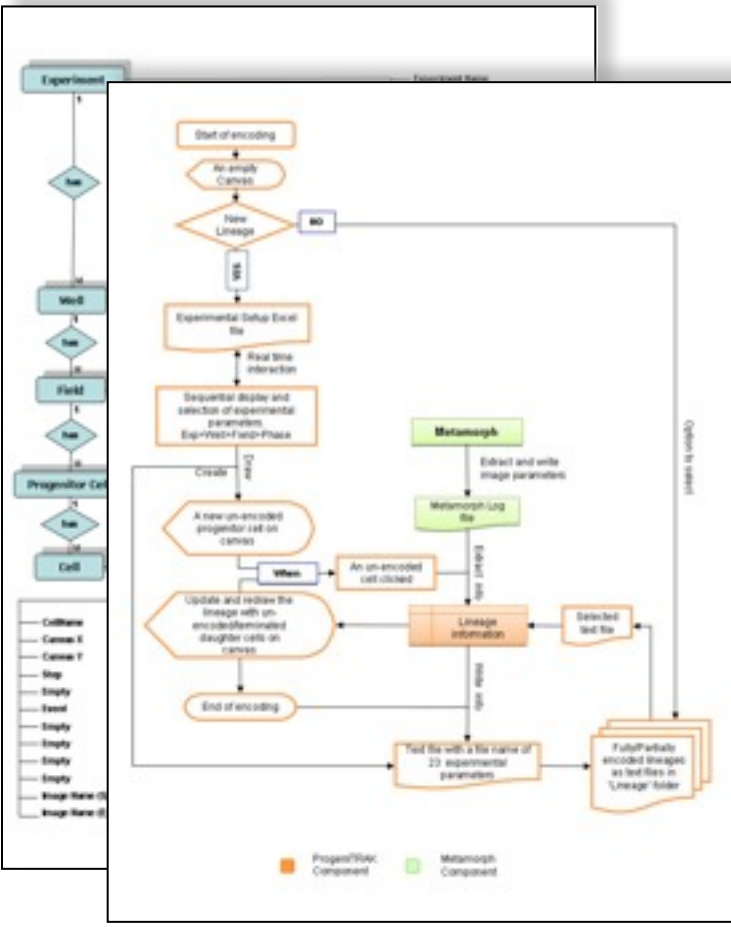 Experiment
Experiment Name
1
has
M
Well
1
has
M
Field
1
has
M
Progenitor Cel
1
has
M
Cell
CellName
Canvas X
Canvas Y
Stop
Empty
Event
Empty
Empty
Empty
Empty
Image Name (S
Image Name (E
Start of encoding
An empty
Canvas
New
Lineage
NO
YES
Experimental Setup Excel
file
Real time
interaction
Sequential display and
selection of experimental
parameters.
Exp>Well>Field>Phase
Create
Draw
A new un-encoded
progenitor cell on
canvas
When
An un-encoded
cell clicked
Update and redraw the
lineage with un-
encoded/terminated
daughter cells on
canvas
End of encoding
Metamorph
Extract and write
image parameters
Metamorph Log
file
Extract info
Lineage
information
Selected
text file
Write info
Text file with a file name of
23 experimental
parameters
Fully/Partially
encoded lineages
as text files in
'Lineage' folder
Option to select
ProgeniTRAK
Component
Metamorph
Component